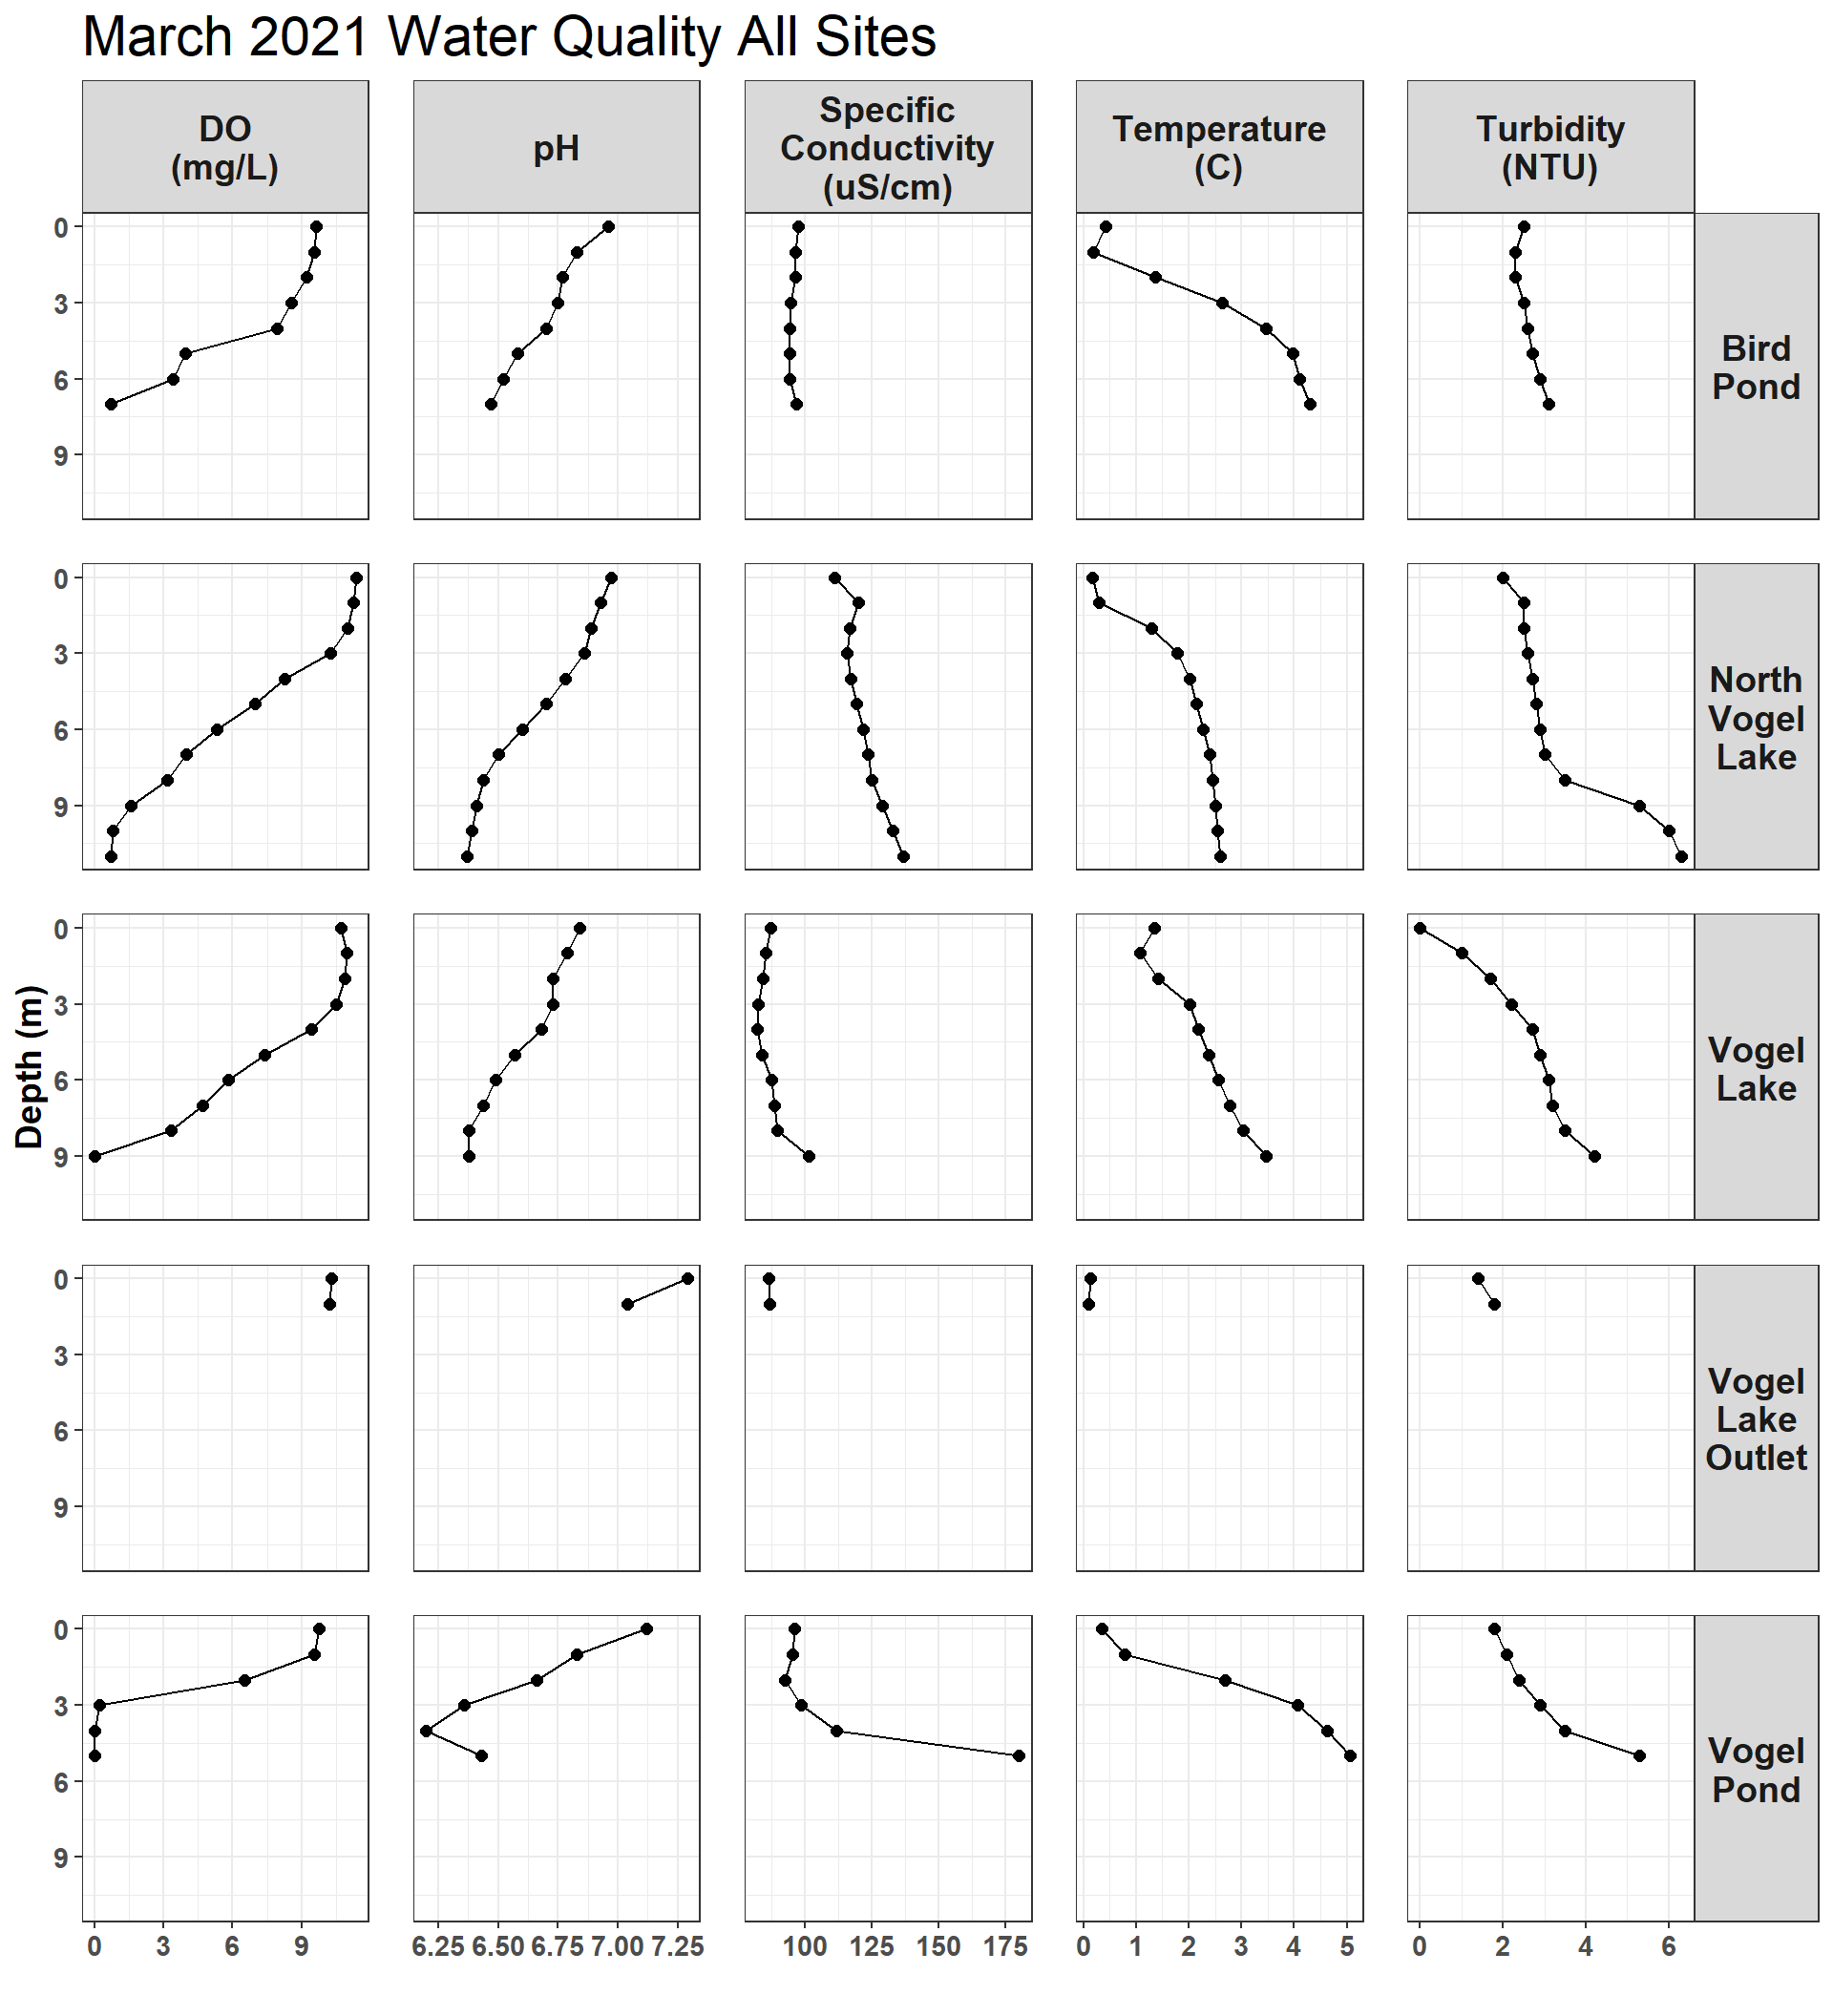 March 2021 Water Quality All Sites
DO
(mg/L)
pH
Specific
Conductivity
(uS/cm)
Temperature
(C)
Turbidity
(NTU)
0
3
6
9
Bird
Pond
0
3
6
9
North
Vogel
Lake
0
3
6
9
Vogel
Lake
Depth (m)
0
3
6
9
Vogel
Lake
Outlet
0
3
6
9
Vogel
Pond
0 3 6 9
6.25 6.50 6.75 7.00 7.25
100 125 150 175
0 1 2 3 4 5
0 2 4 6